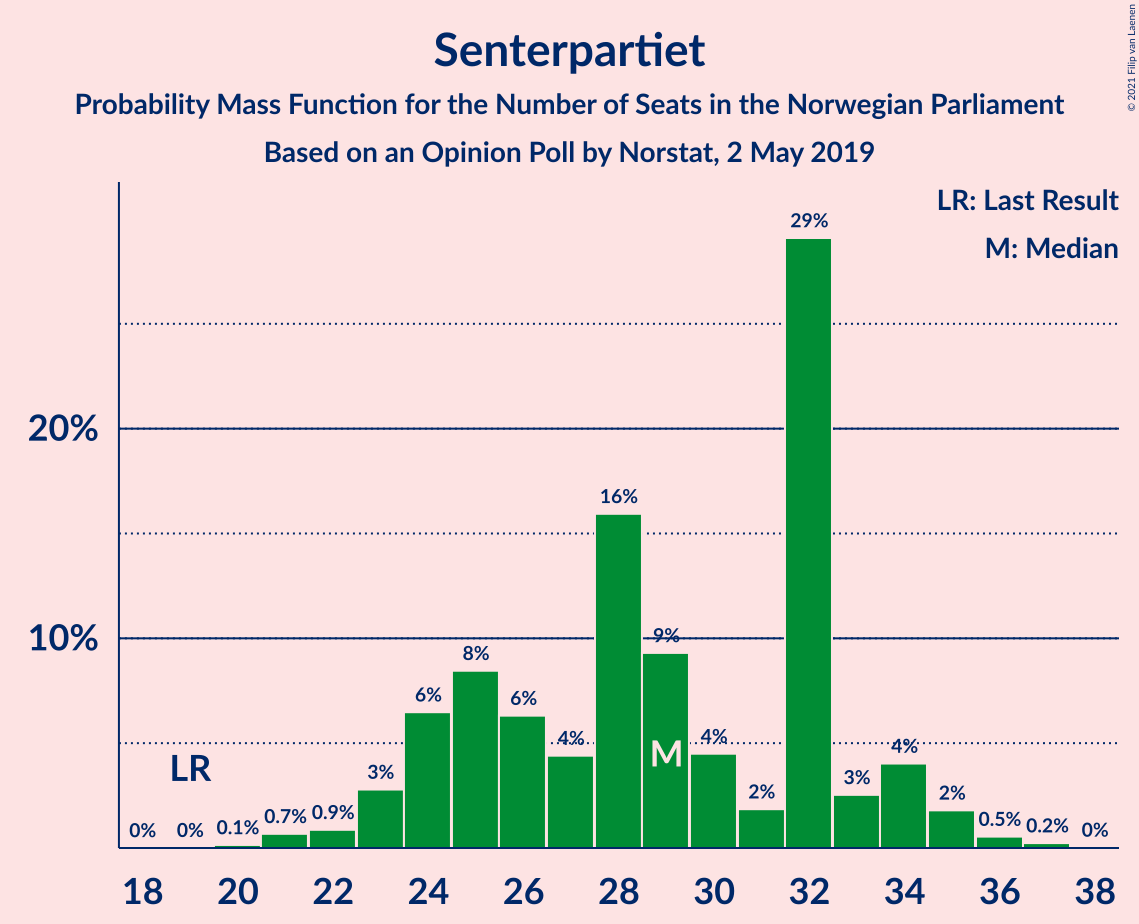 Senterpartiet
Probability Mass Function for the Number of Seats in the Norwegian Parliament
Based on an Opinion Poll by Norstat, 2 May 2019
© 2021 Filip van Laenen
LR: Last Result
M: Median
20%
10%
0%
0%
0.1%
0.7%
0.9%
3%
6%
8%
6%
4%
16%
9%
4%
2%
29%
3%
4%
2%
0.5%
0.2%
0%
LR
M
18 20 22 24 26 28 30 32 34 36 38